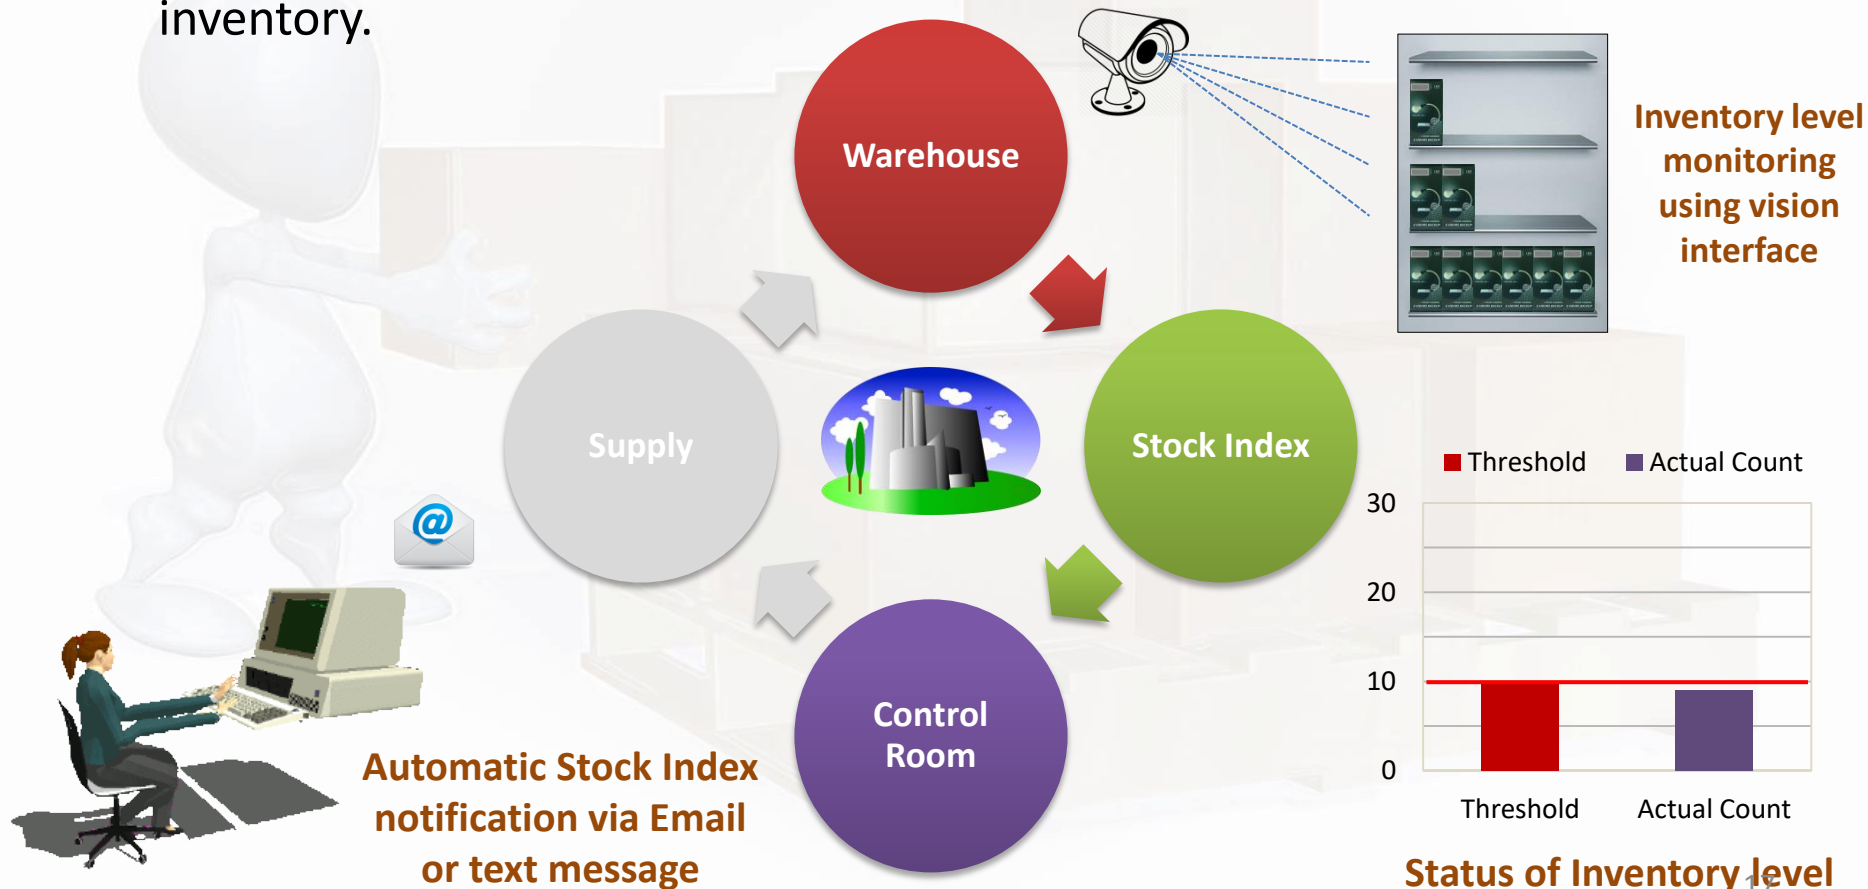 inventory.
Warehouse
Inventory level
monitoring
using vision
interface
Supply
Stock Index
@
Threshold
Actual Count
30
20
10
0
Threshold
Actual Count
Control
Room
Automatic Stock Index
notification via Email
or text message
Status of Inventory level
17